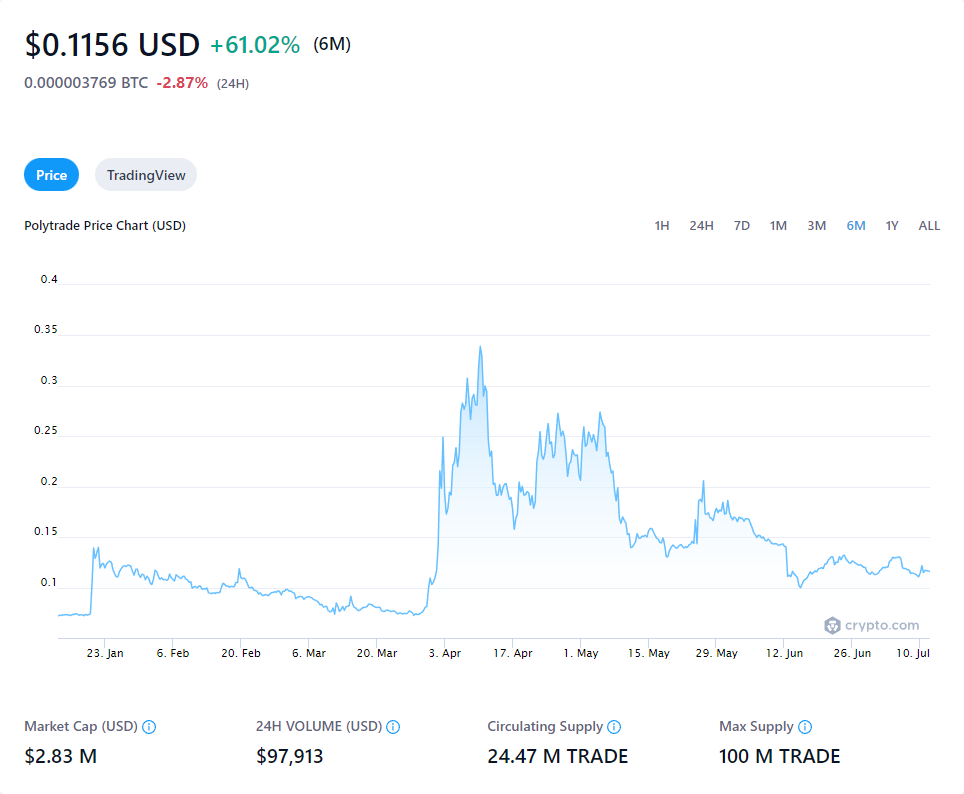 $0.1156 USD +61.02% (6M)
0.000003769 BTC -2.87% (24H)
Price TradingView
Polytrade Price Chart (USD) 1H 24H 7D 1M 3M 6M 1Y ALL
0.4
0.35
0.3
0.25
0.2
0.15
0.1
crypto.com
23. Jan 6. Feb 20. Feb 6. Mar 20. Mar 3. Apr 17. Apr 1. May 15. May 29. May 12. Jun 26. Jun 10. Jul
Market Cap (USD) 24H VOLUME (USD) Circulating Supply Max Supply
$2.83 M $97,913 24.47 M TRADE 100 M TRADE